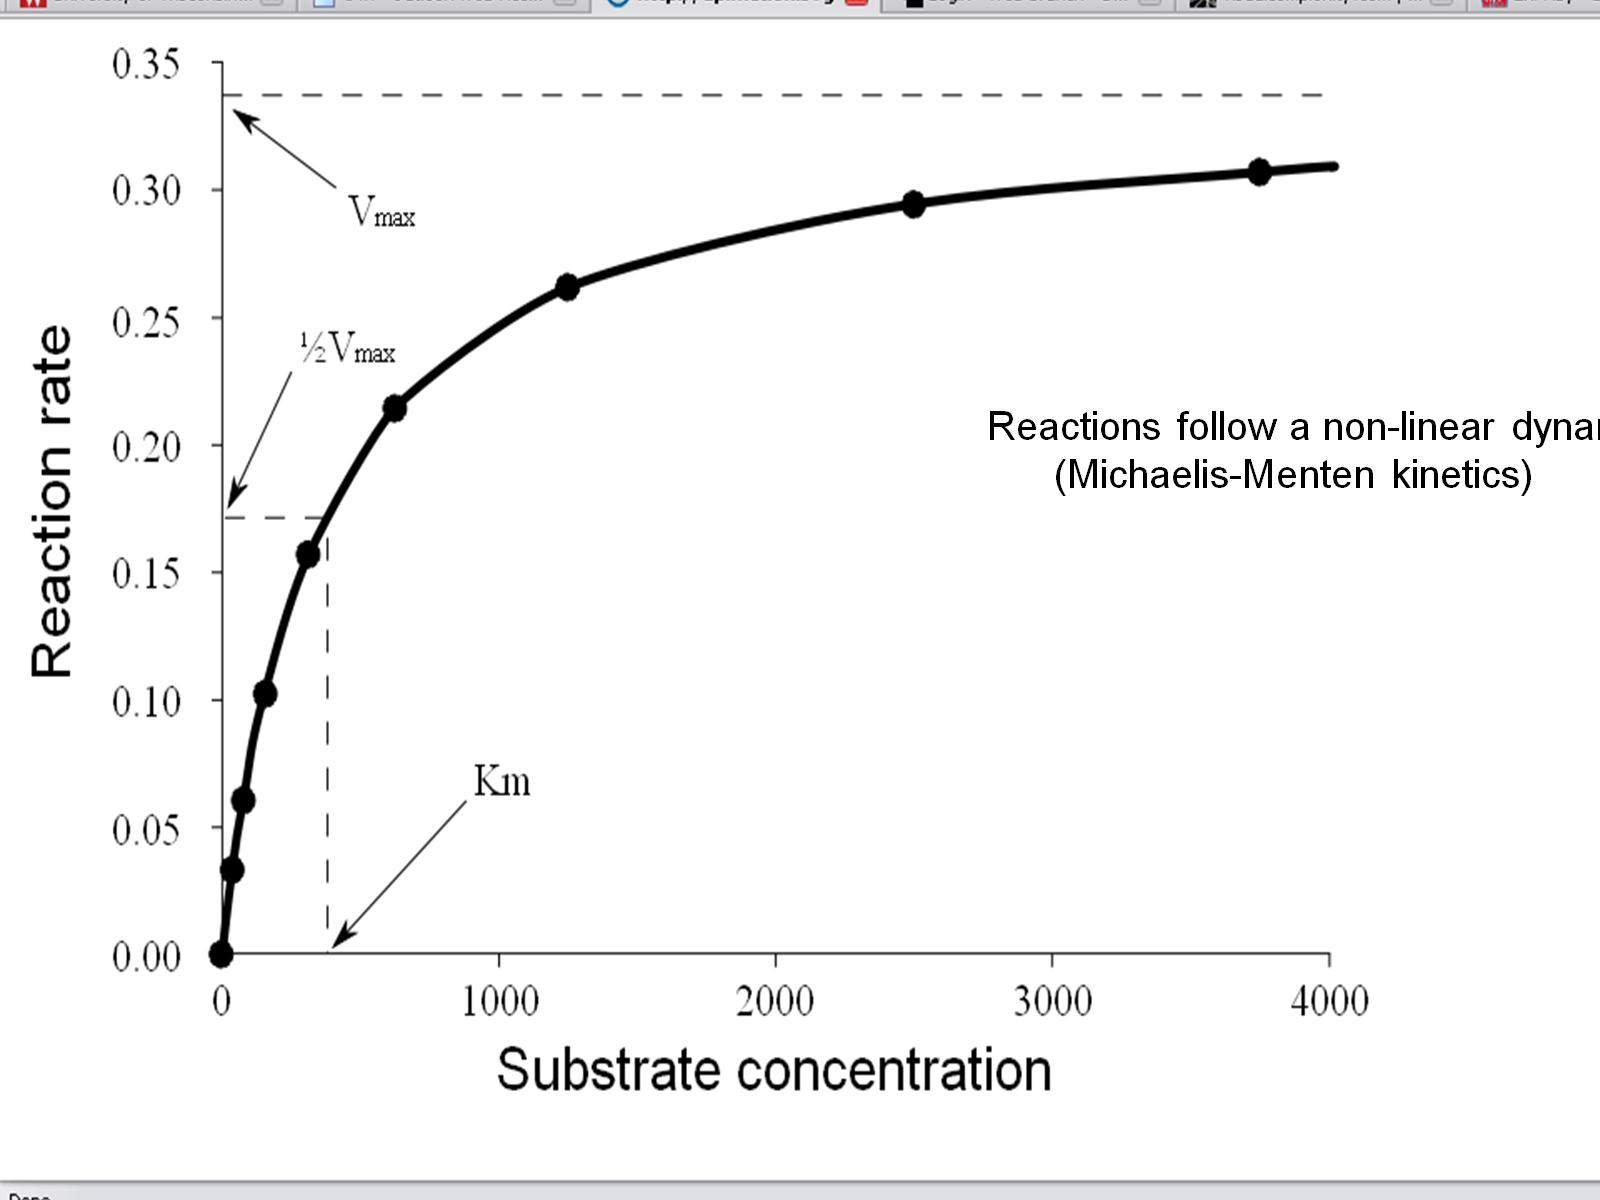 0.35
0.30
0.25
0.20
0.15
0.10
0.05
0.00
Vmax
½Vmax
Km
Reaction rate
0
1000
2000
3000
4000
Substrate concentration
Reactions follow a non-linear
(Michaelis-Menten kinetics)